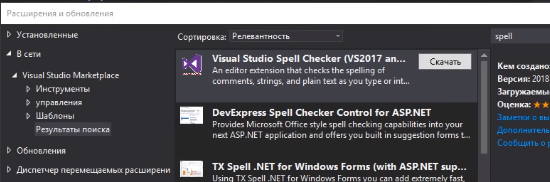 Расширения и обновления
Установленные
В сети
Visual Studio Marketplace
Инструменты
управления
Шаблоны
Результаты поиска
Обновления
Диспетчер перемещаемых расширени
Сортировка: Релевантность
Visual Studio Spell Checker (VS2017 an...
An editor extension that checks the spelling of
comments, strings, and plain text as you type or int...
Скачать
DevExpress Spell Checker Control for ASP.NET
Provides Microsoft Office style spell checking capabilities into your
next ASP.NET application and offers you built in suggestion forms t...
TX Spell .NET for Windows Forms (with ASP.NET sup...
Using TX Spell .NET for Windows Forms you can add extremely fast,
spell
Кем создано
Версия: 2018
Загружаемы
Оценка:
Заметки о вы
Дополнитель
Сообщить о р